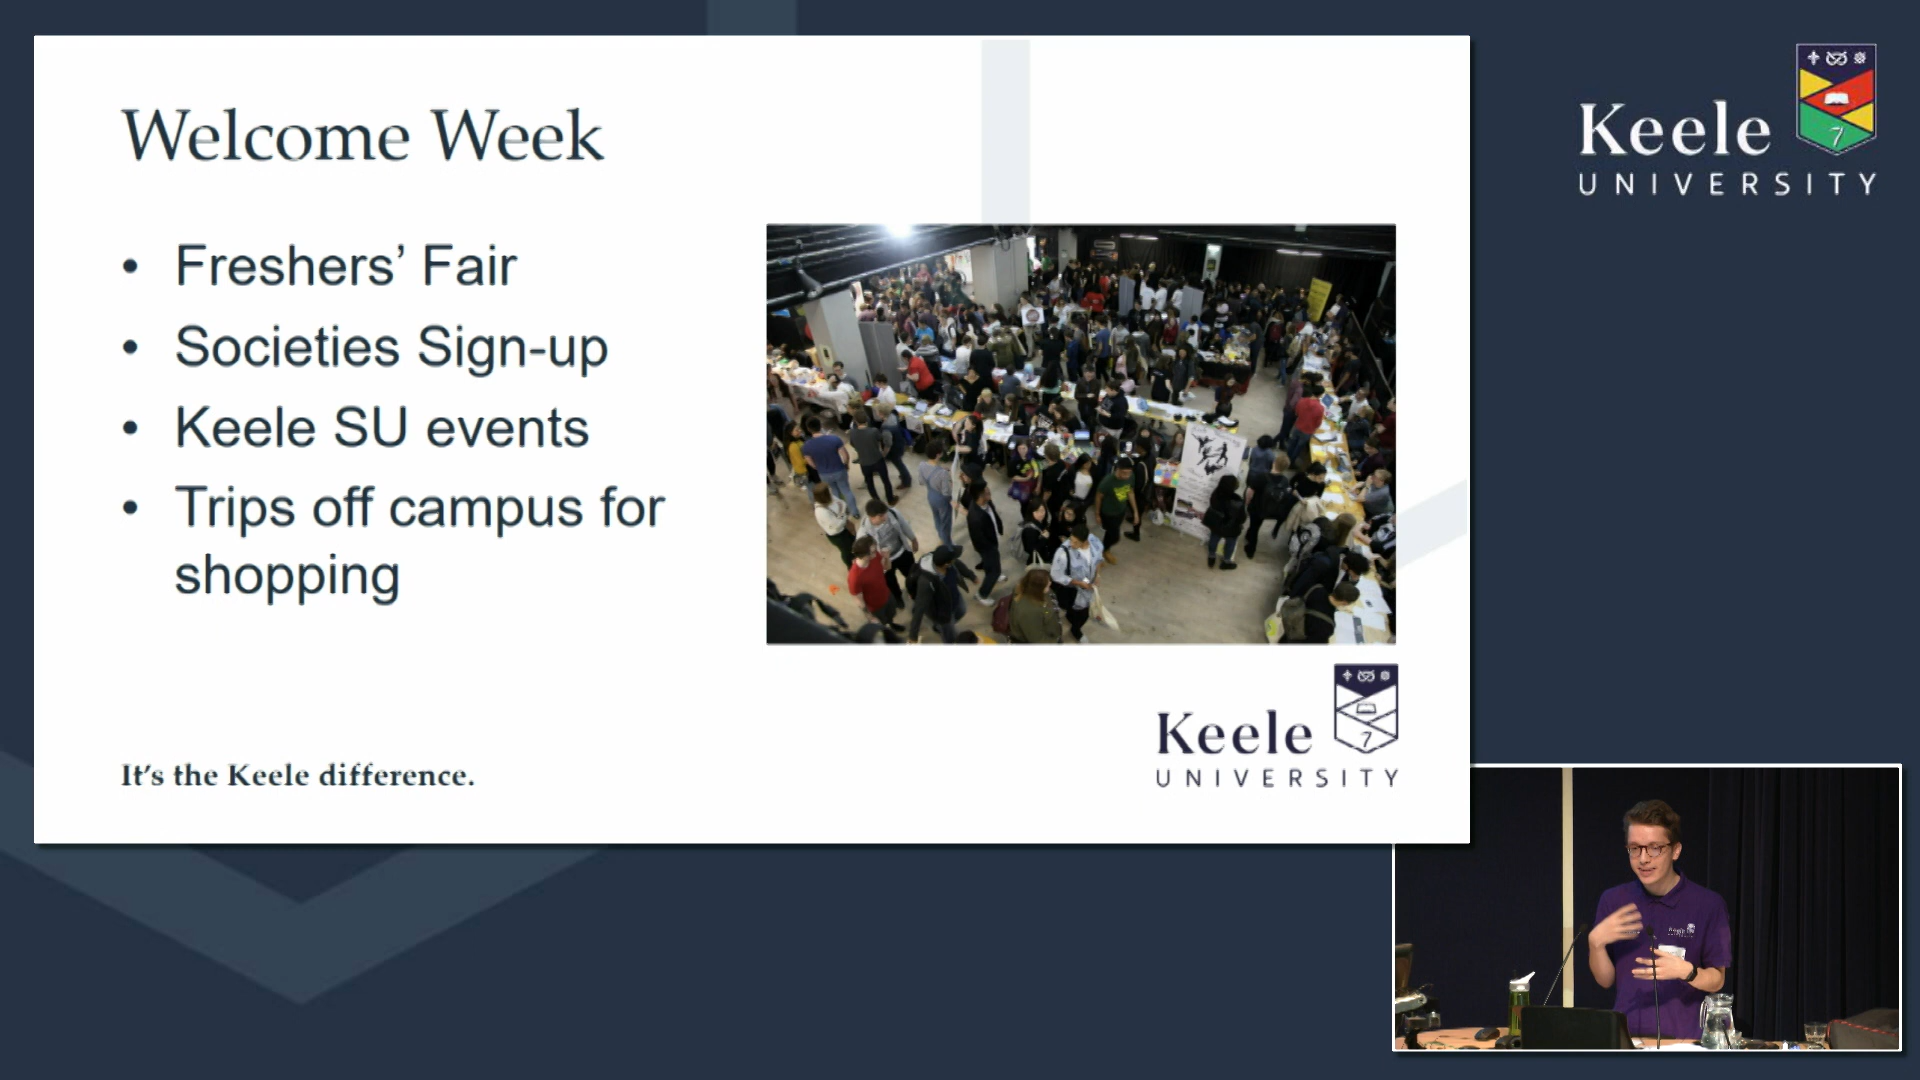 Welcome Week
• Freshers’ Fair
• Societies Sign-up
• Keele SU events
• Trips off campus for
shopping
It’s the Keele difference.
Keele
UNIVERSITY
Keele
UNIVERSITY
Keele